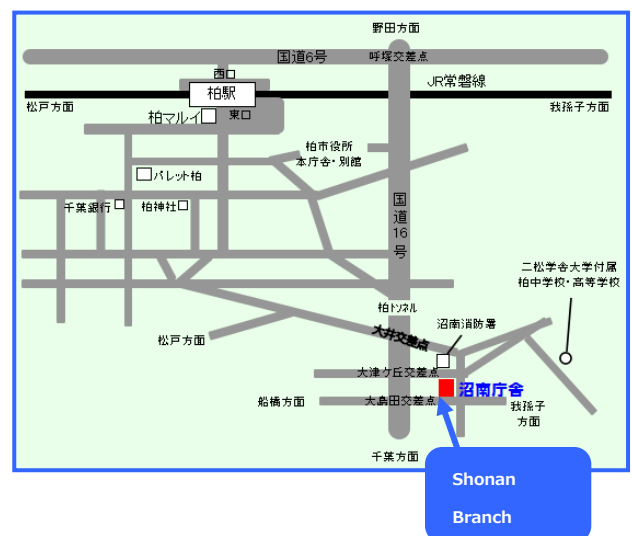 野田方面
国道6号
呼塚交差点
西口
JR常磐線
柏駅
松戸方面
我孫子方面
東口
柏マルイ
柏市役所
本庁舎・別館
パレット柏
国道16号
千葉銀行
柏神社
二松学舎大学付属
柏中学校・高等学校
柏トンネル
沼南消防署
大井交差点
松戸方面
大津ケ丘交差点
沼南庁舎
船橋方面
大島田交差点
我孫子
方面
千葉方面
Shonan
Branch